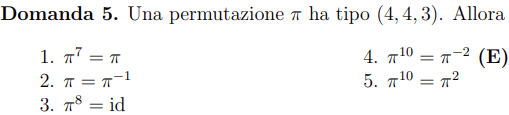 Domanda 5. Una permutazione π ha tipo (4, 4, 3). Allora
1. π⁷ = π
2. π = π⁻¹
3. π⁸ = id
4. π¹⁰ = π⁻² (E)
5. π¹⁰ = π²